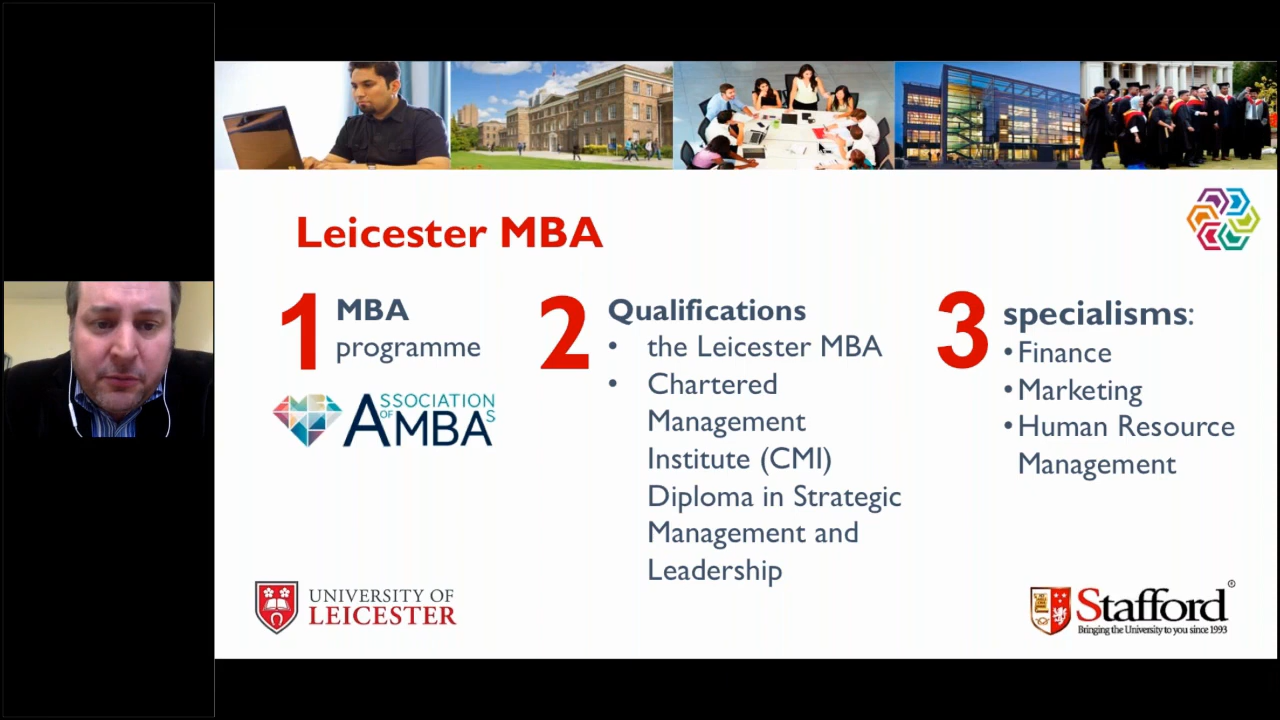 Leicester MBA
1
MBA
programme
ASSOCIATION
OF
AMBAs
2
Qualifications
• the Leicester MBA
• Chartered
Management
Institute (CMI)
Diploma in Strategic
Management and
Leadership
3
specialisms:
• Finance
• Marketing
• Human Resource
Management
UNIVERSITY OF
LEICESTER
Stafford®
Bringing the University to you since 1993